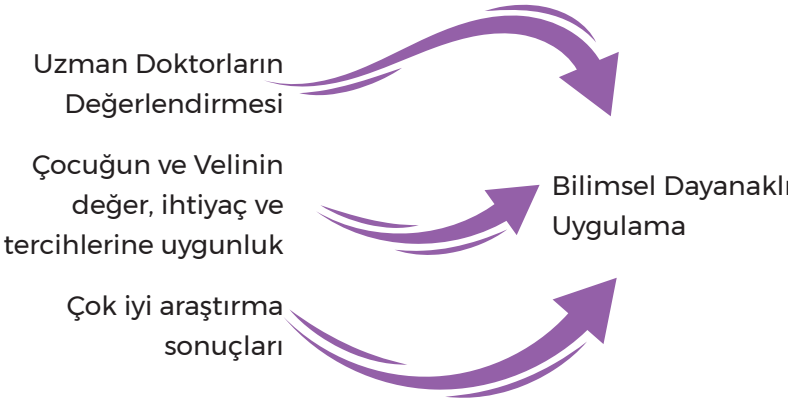 Uzman Doktorların
Değerlendirmesi
Çocuğun ve Velinin
değer, ihtiyaç ve
tercihlerine uygunluk
Çok iyi araştırma
sonuçları
Bilimsel Dayanaklı
Uygulama